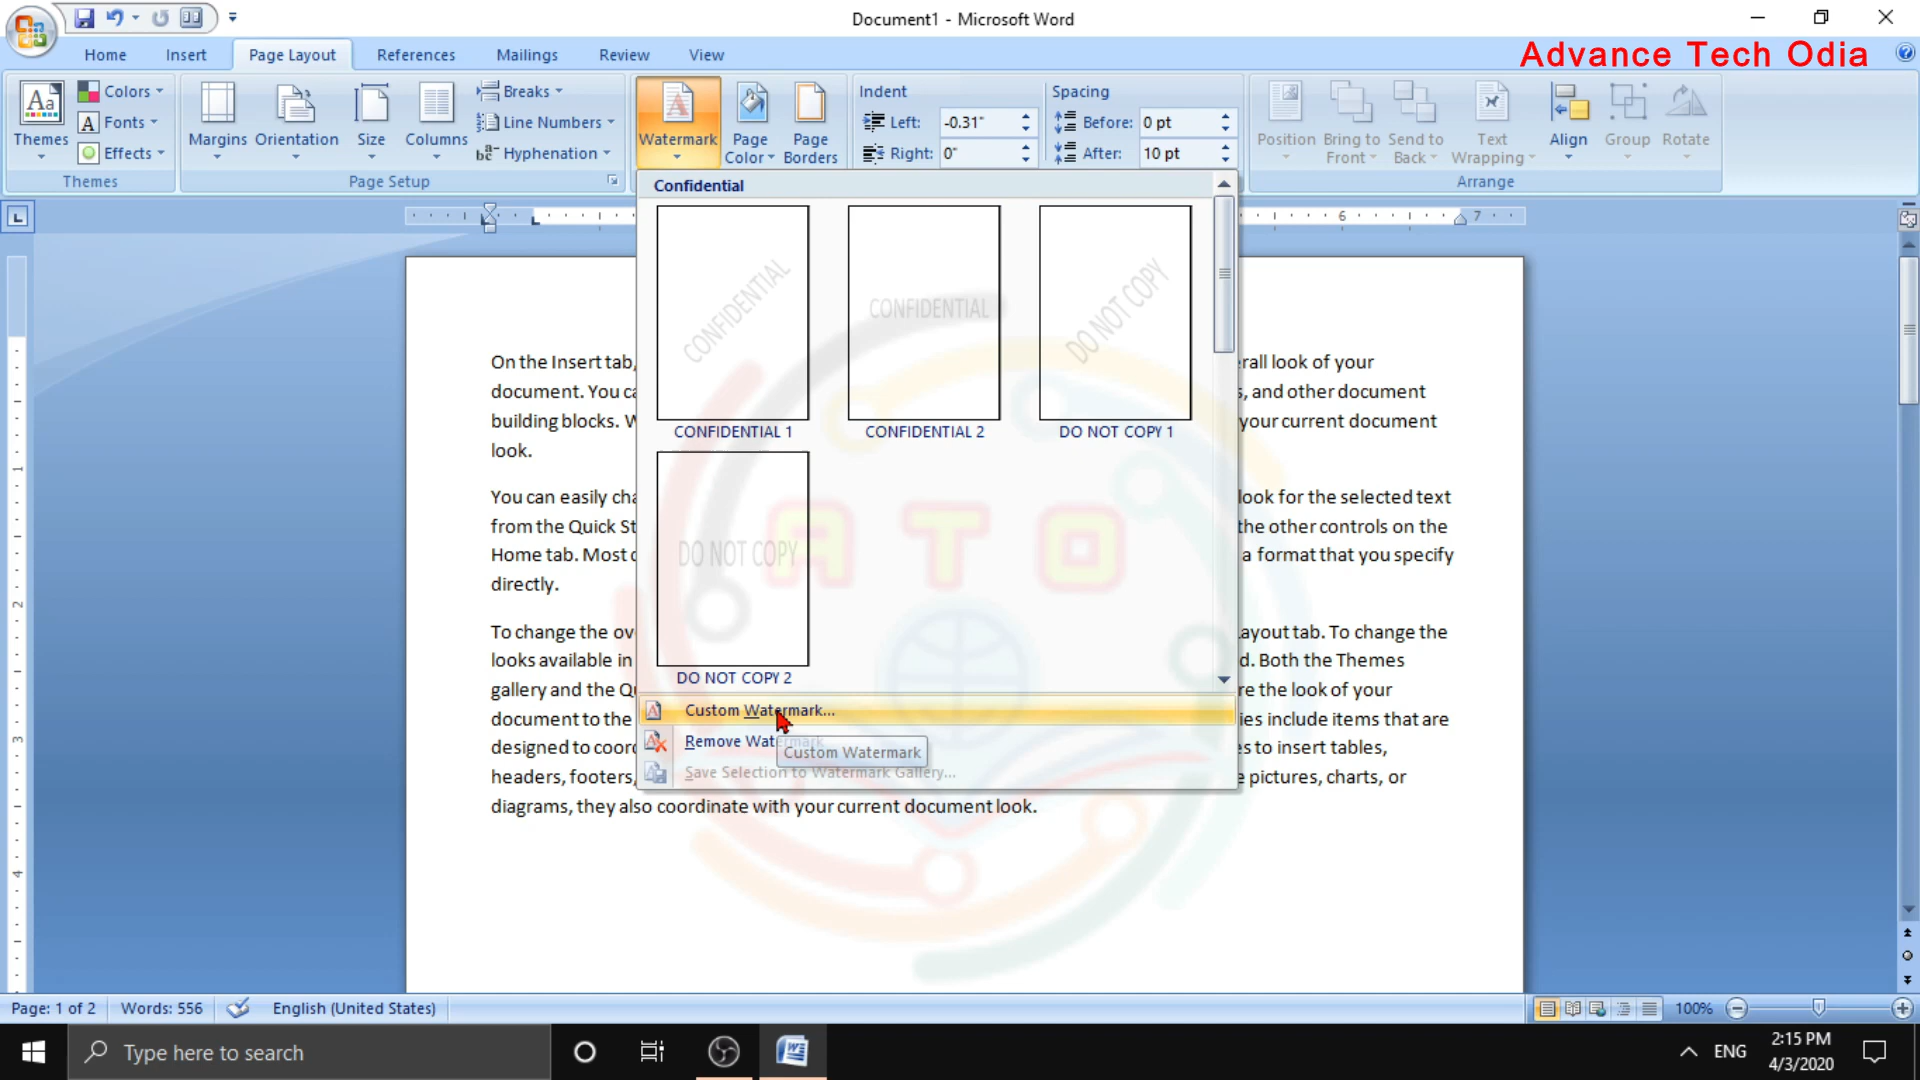 Document1 - Microsoft Word
Home Insert Page Layout References Mailings Review View
Advance Tech Odia
Themes
Colors
Fonts
Effects
Themes
Margins Orientation Size Columns
Breaks
Line Numbers
Hyphenation
Page Setup
Watermark
Page
Color
Page
Borders
Indent
Left: -0.31"
Right: 0"
Spacing
Before: 0 pt
After: 10 pt
Position
Bring to
Front
Send to
Back
Text
Wrapping
Align
Group
Rotate
Arrange
L
6 7
Confidential
CONFIDENTIAL
CONFIDENTIAL
DO NOT COPY
CONFIDENTIAL 1
CONFIDENTIAL 2
DO NOT COPY 1
DO NOT COPY
DO NOT COPY 2
Custom Watermark...
Remove Watermark
Custom Watermark
Save Selection to Watermark Gallery...
ATO
On the Insert tab, rall look of your
document. You , and other document
building blocks. your current document
look.
You can easily look for the selected text
from the Quick the other controls on the
Home tab. Most a format that you specify
directly.
To change the ayout tab. To change the
looks available in d. Both the Themes
gallery and the re the look of your
document to the ies include items that are
designed to es to insert tables,
headers, footers, pictures, charts, or
diagrams, they also coordinate with your current document look.
1
2
3
4
Page: 1 of 2 Words: 556 English (United States) 100%
Type here to search
ENG
2:15 PM
4/3/2020